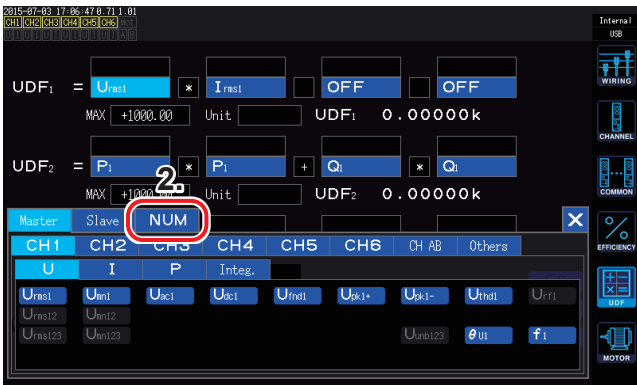 2015-07-03 17:06:47 0.71 1.01
Internal
USB
CH1 CH2 CH3 CH4 CH5 CH6 Mot
U I U I U I U I U I U I A B
WIRING
UDF1 = Urms1 * Irms1 OFF OFF
MAX +1000.00 Unit UDF1 0.00000k
CHANNEL
UDF2 = P1 * P1 + Q1 * Q1
2.
MAX +1000.00 Unit UDF2 0.00000k
COMMON
Master Slave NUM X
CH1 CH2 CH3 CH4 CH5 CH6 CH AB Others
EFFICIENCY
U I P Integ.
Urms1 Umn1 Uac1 Udc1 Ufnd1 Upk1+ Upk1- Uthd1 Urf1
UDF
Urms12 Umn12
Urms123 Umn123 Uunb123 θU1 f1
MOTOR